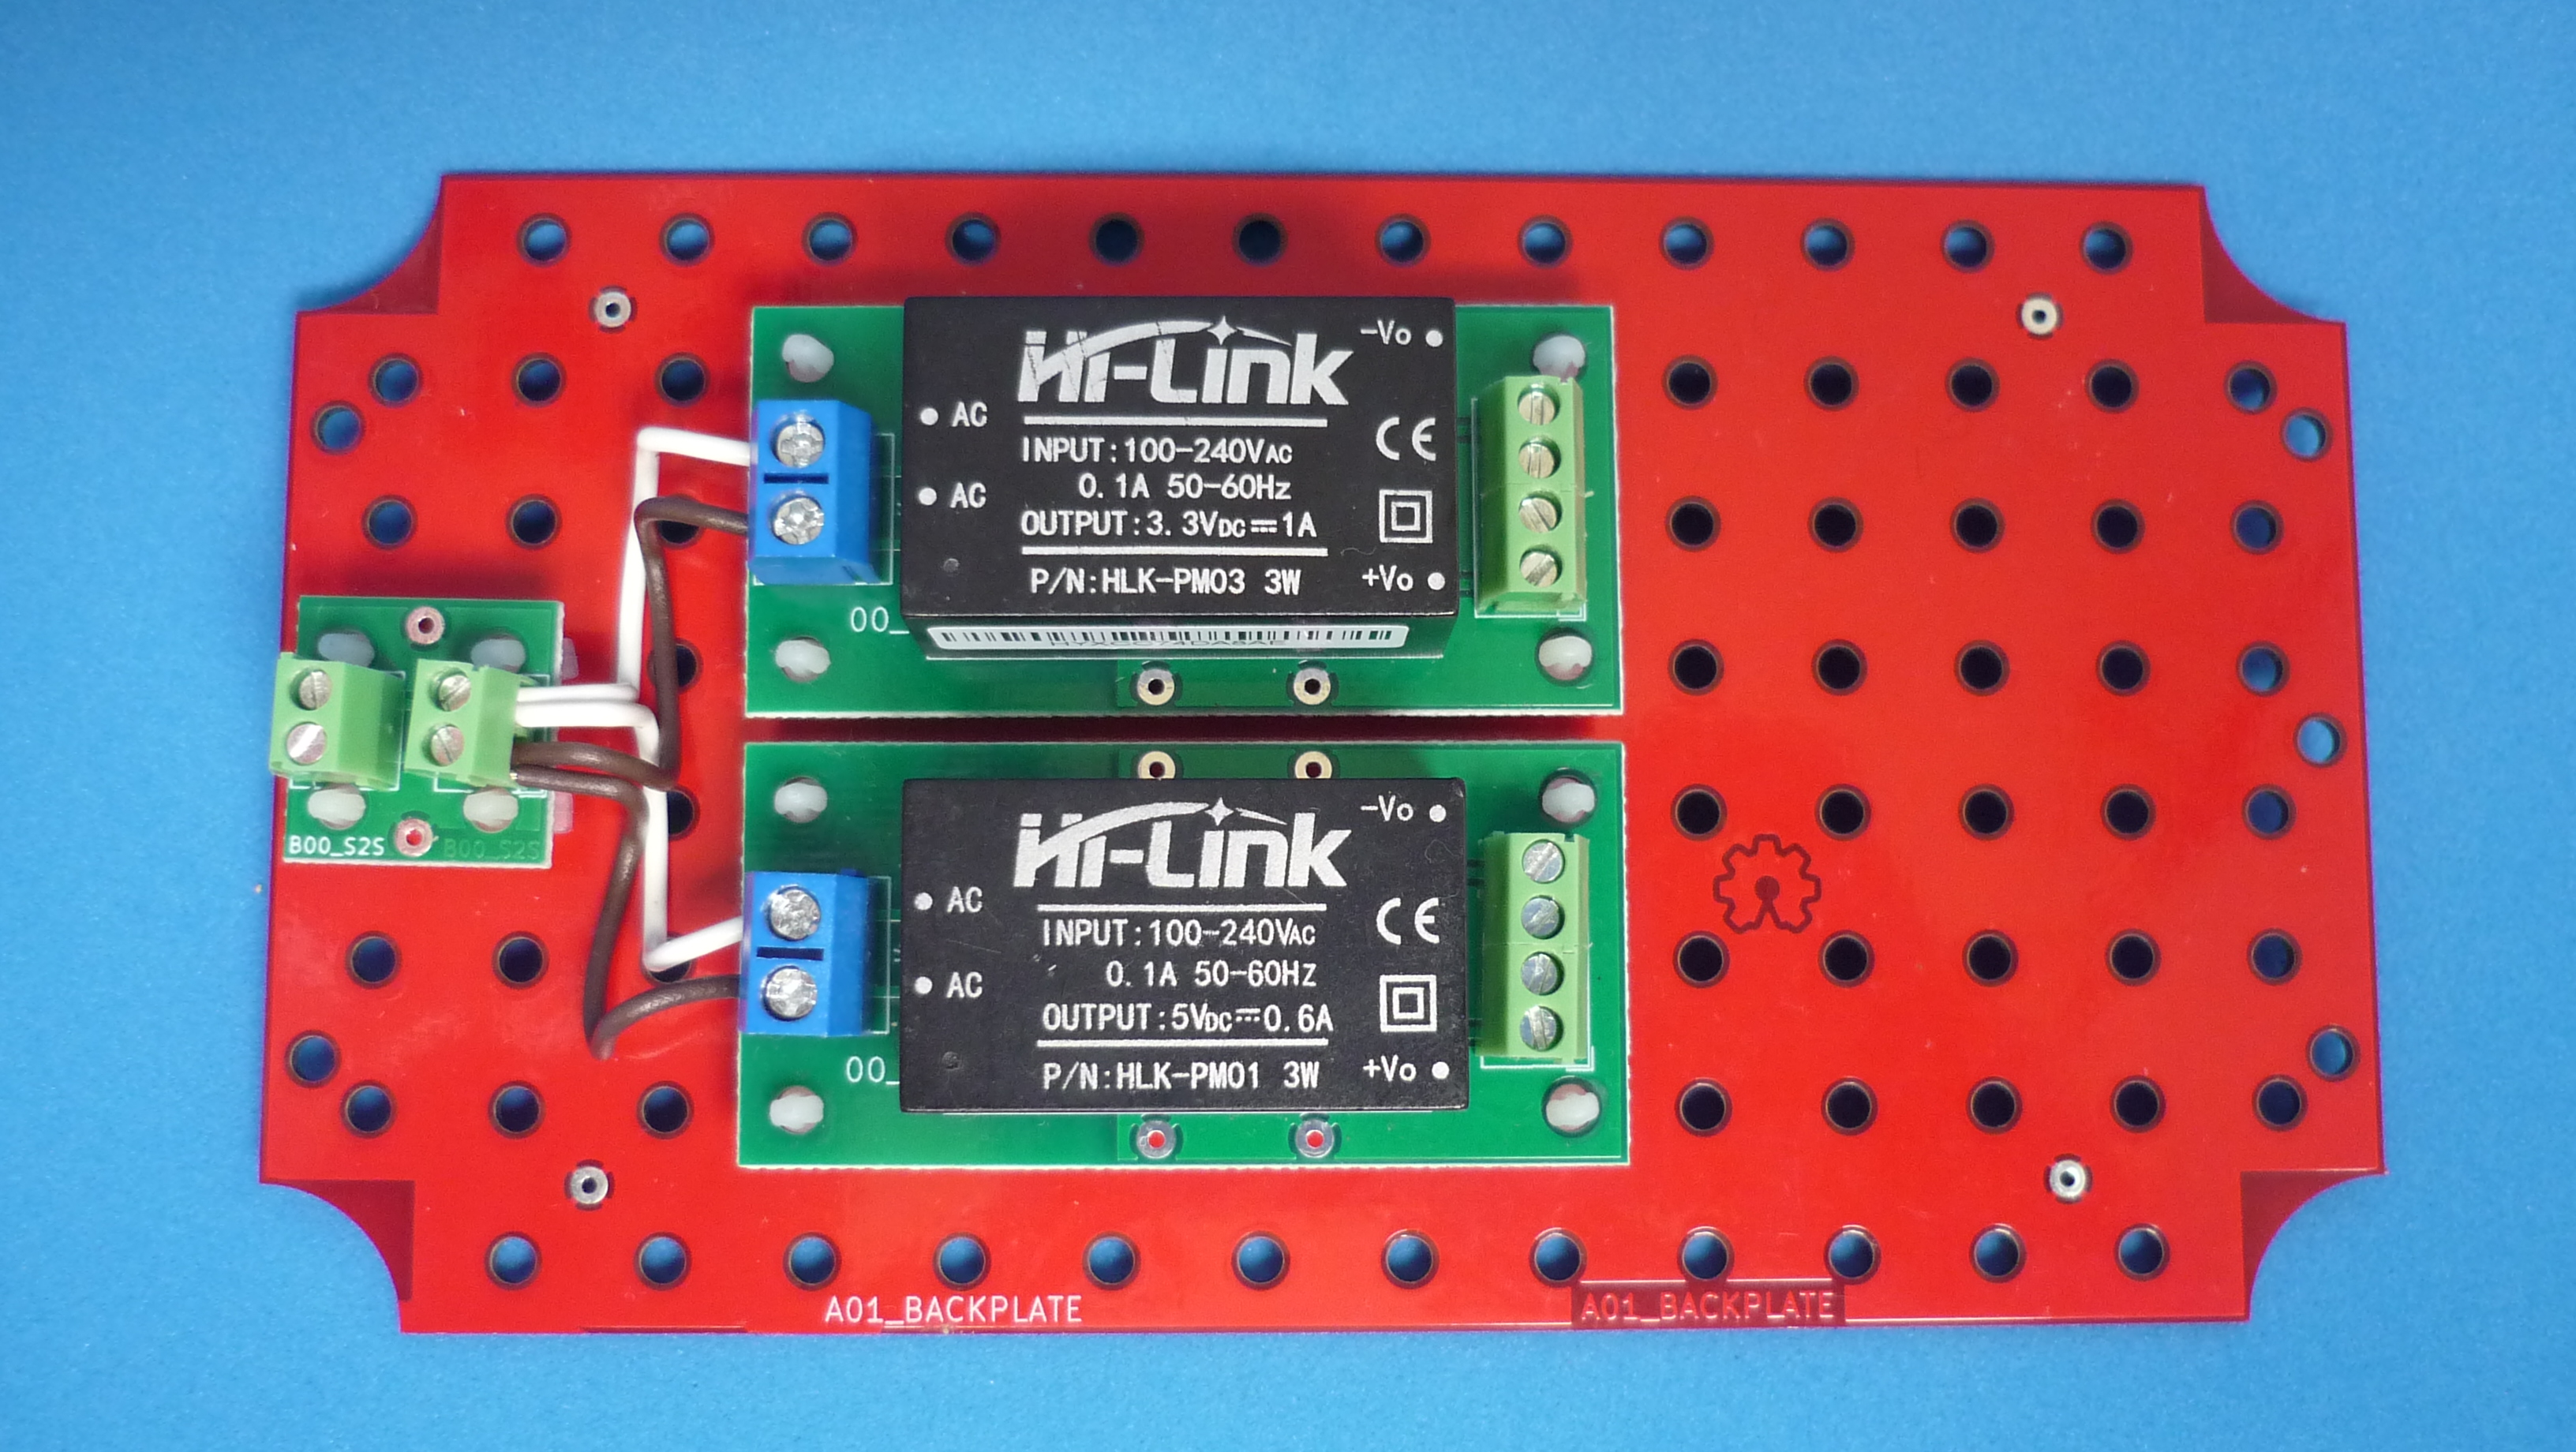 Hi-Link
-Vo
AC
AC
INPUT:100-240VAC
0.1A 50-60Hz
OUTPUT:3.3VDC⎓1A
P/N:HLK-PM03 3W
CE
+Vo
00_
B00_S2S
B00_S2S
Hi-Link
-Vo
AC
AC
INPUT:100-240VAC
0.1A 50-60Hz
OUTPUT:5VDC⎓0.6A
P/N:HLK-PM01 3W
CE
+Vo
00_
A01_BACKPLATE
A01_BACKPLATE